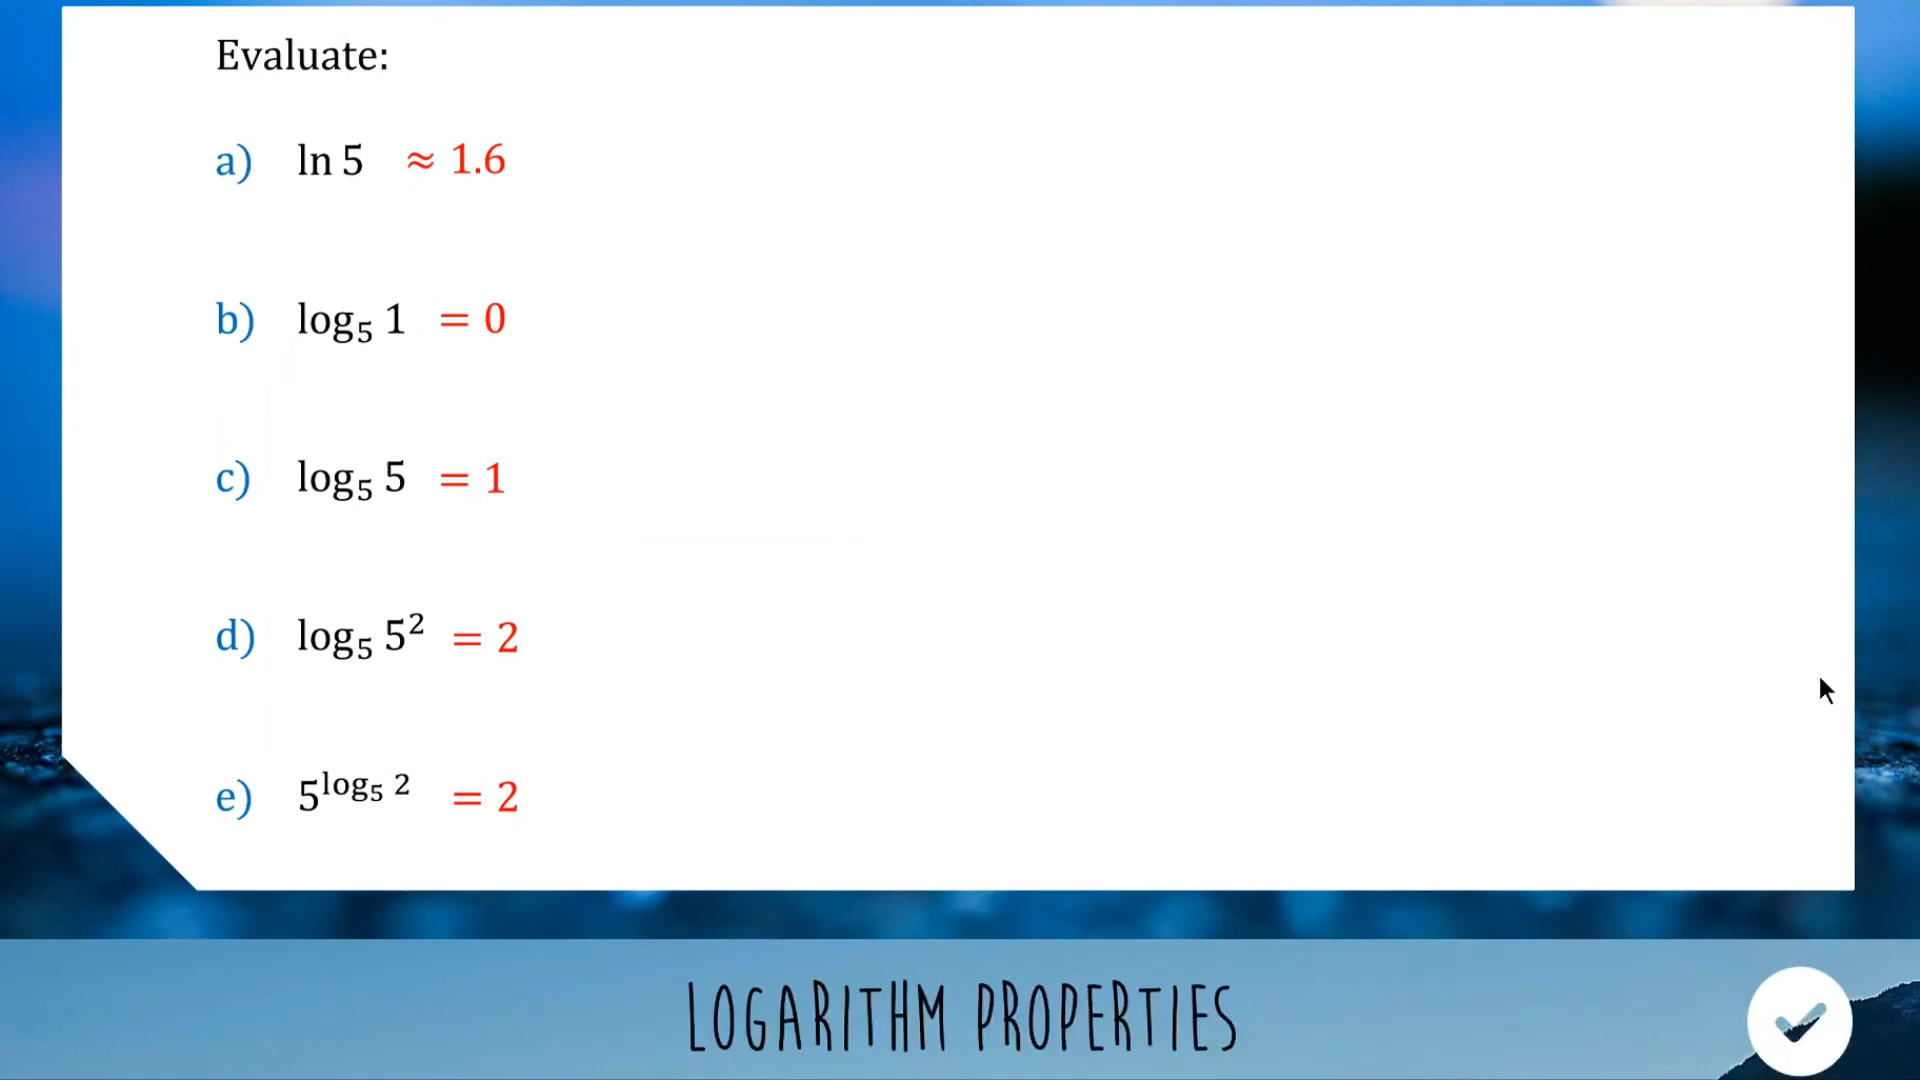 Evaluate:
a) ln 5 ≈ 1.6
b) log₅ 1 = 0
c) log₅ 5 = 1
d) log₅ 5² = 2
e) 5^(log₅ 2) = 2
LOGARITHM PROPERTIES